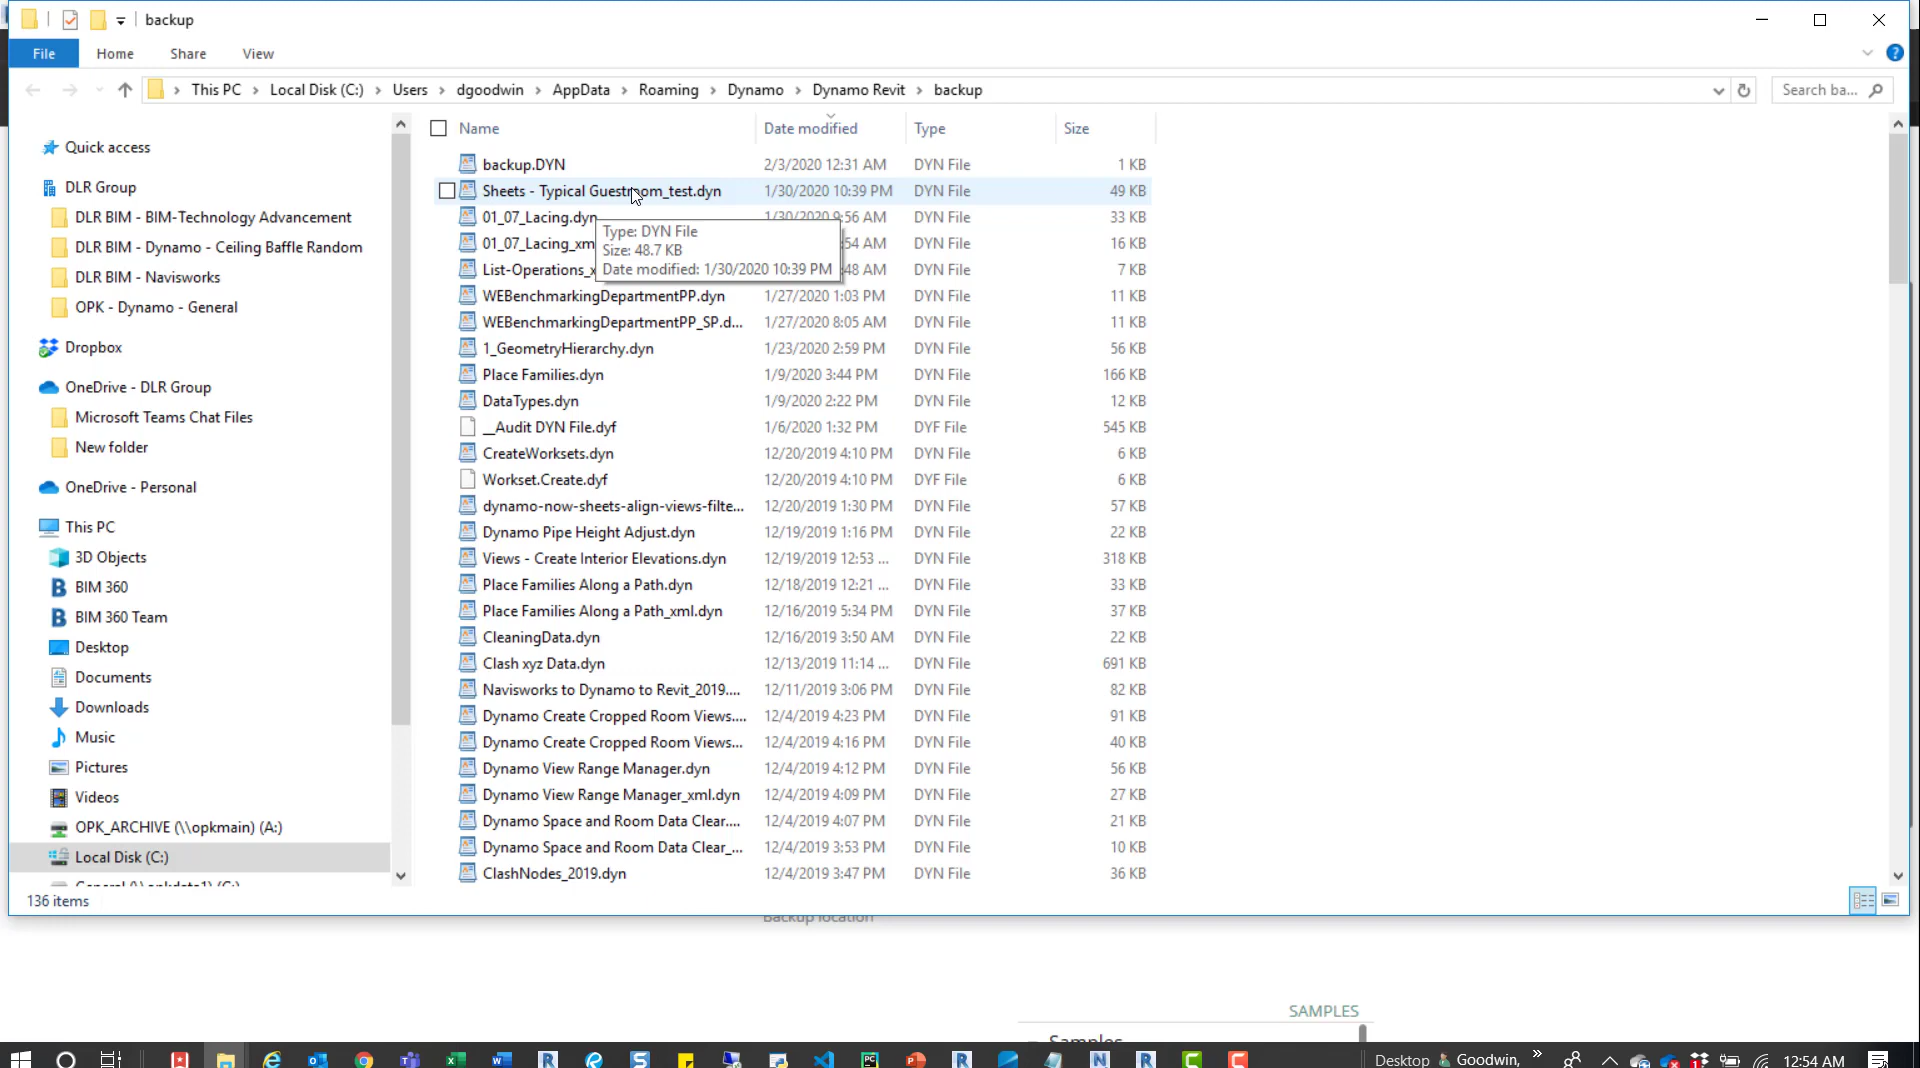 backup
File Home Share View
This PC Local Disk (C:) Users dgoodwin AppData Roaming Dynamo Dynamo Revit backup
Search ba...
Quick access
DLR Group
DLR BIM - BIM-Technology Advancement
DLR BIM - Dynamo - Ceiling Baffle Random
DLR BIM - Navisworks
OPK - Dynamo - General
Dropbox
OneDrive - DLR Group
Microsoft Teams Chat Files
New folder
OneDrive - Personal
This PC
3D Objects
BIM 360
BIM 360 Team
Desktop
Documents
Downloads
Music
Pictures
Videos
OPK_ARCHIVE (\\opkmain) (A:)
Local Disk (C:)
Name Date modified Type Size
backup.DYN 2/3/2020 12:31 AM DYN File 1 KB
Sheets - Typical Guestroom_test.dyn 1/30/2020 10:39 PM DYN File 49 KB
01_07_Lacing.dyn 1/30/2020 9:56 AM DYN File 33 KB
01_07_Lacing_xm :54 AM DYN File 16 KB
List-Operations_x :48 AM DYN File 7 KB
Type: DYN File
Size: 48.7 KB
Date modified: 1/30/2020 10:39 PM
WEBenchmarkingDepartmentPP.dyn 1/27/2020 1:03 PM DYN File 11 KB
WEBenchmarkingDepartmentPP_SP.d... 1/27/2020 8:05 AM DYN File 11 KB
1_GeometryHierarchy.dyn 1/23/2020 2:59 PM DYN File 56 KB
Place Families.dyn 1/9/2020 3:44 PM DYN File 166 KB
DataTypes.dyn 1/9/2020 2:22 PM DYN File 12 KB
__Audit DYN File.dyf 1/6/2020 1:32 PM DYF File 545 KB
CreateWorksets.dyn 12/20/2019 4:10 PM DYN File 6 KB
Workset.Create.dyf 12/20/2019 4:10 PM DYF File 6 KB
dynamo-now-sheets-align-views-filte... 12/20/2019 1:30 PM DYN File 57 KB
Dynamo Pipe Height Adjust.dyn 12/19/2019 1:16 PM DYN File 22 KB
Views - Create Interior Elevations.dyn 12/19/2019 12:53 ... DYN File 318 KB
Place Families Along a Path.dyn 12/18/2019 12:21 ... DYN File 33 KB
Place Families Along a Path_xml.dyn 12/16/2019 5:34 PM DYN File 37 KB
CleaningData.dyn 12/16/2019 3:50 AM DYN File 22 KB
Clash xyz Data.dyn 12/13/2019 11:14 ... DYN File 691 KB
Navisworks to Dynamo to Revit_2019.... 12/11/2019 3:06 PM DYN File 82 KB
Dynamo Create Cropped Room Views.... 12/4/2019 4:23 PM DYN File 91 KB
Dynamo Create Cropped Room Views... 12/4/2019 4:16 PM DYN File 40 KB
Dynamo View Range Manager.dyn 12/4/2019 4:12 PM DYN File 56 KB
Dynamo View Range Manager_xml.dyn 12/4/2019 4:09 PM DYN File 27 KB
Dynamo Space and Room Data Clear.... 12/4/2019 4:07 PM DYN File 21 KB
Dynamo Space and Room Data Clear_... 12/4/2019 3:53 PM DYN File 10 KB
ClashNodes_2019.dyn 12/4/2019 3:47 PM DYN File 36 KB
136 items
Backup location
SAMPLES
Samples
Desktop Goodwin, » 12:54 AM